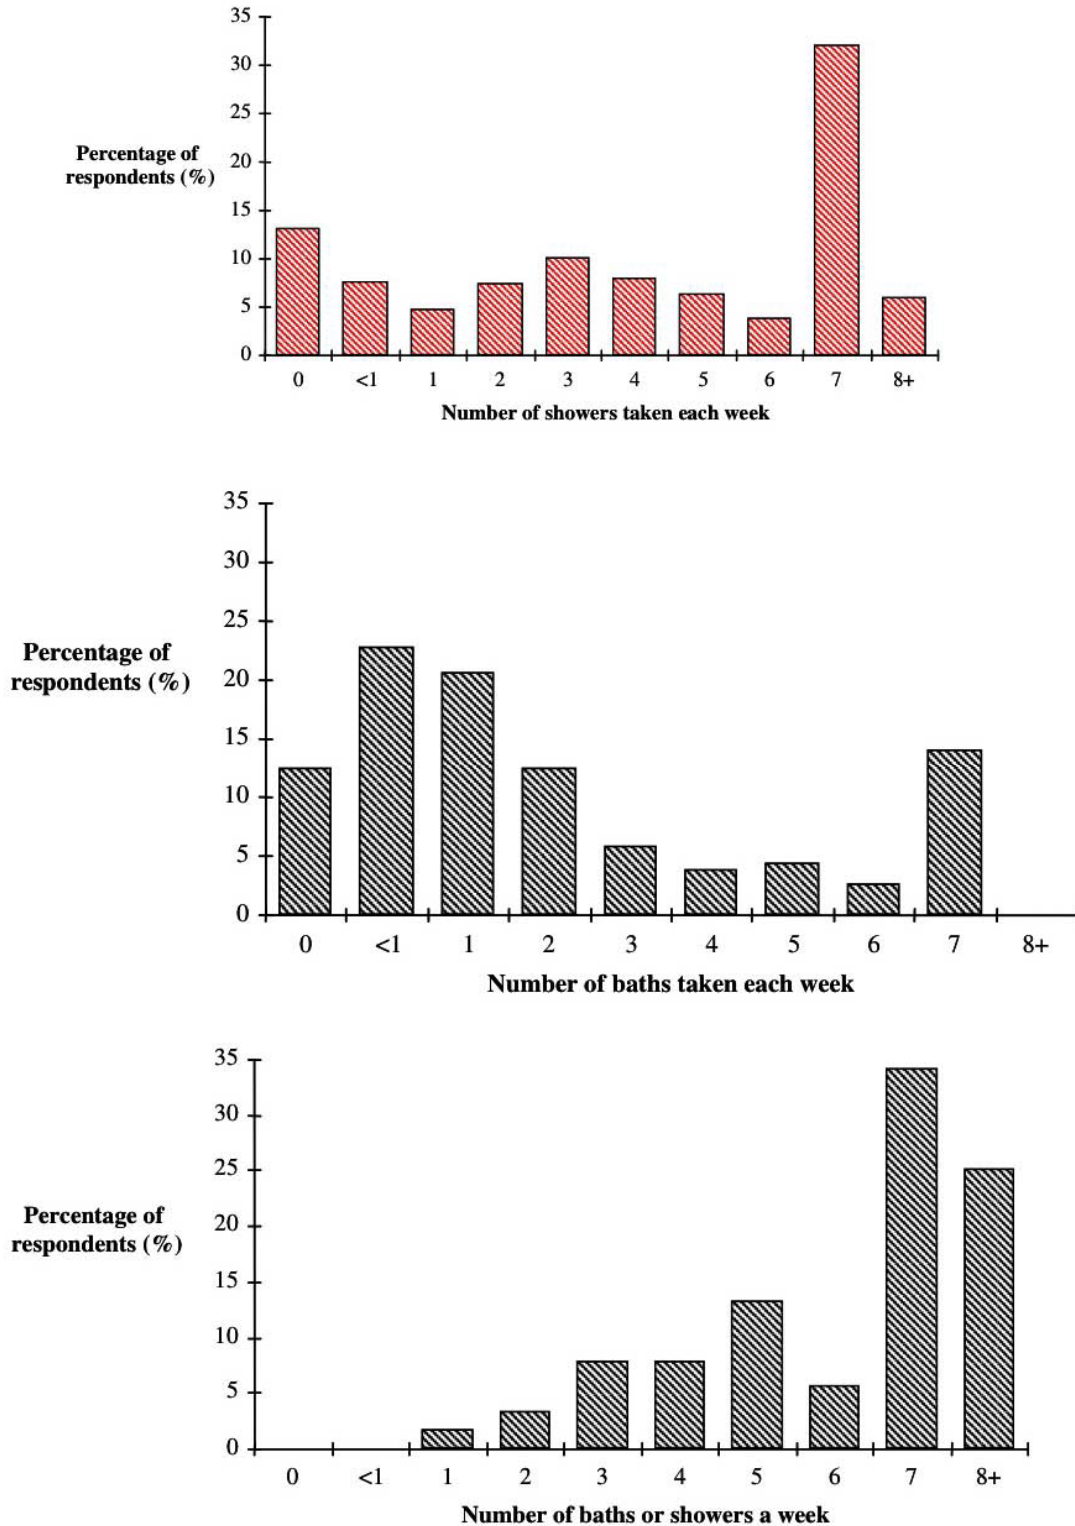 35
30
25
20
15
10
5
0
Percentage of
respondents (%)
0 <1 1 2 3 4 5 6 7 8+
Number of showers taken each week
35
30
25
20
15
10
5
0
Percentage of
respondents (%)
0 <1 1 2 3 4 5 6 7 8+
Number of baths taken each week
35
30
25
20
15
10
5
0
Percentage of
respondents (%)
0 <1 1 2 3 4 5 6 7 8+
Number of baths or showers a week